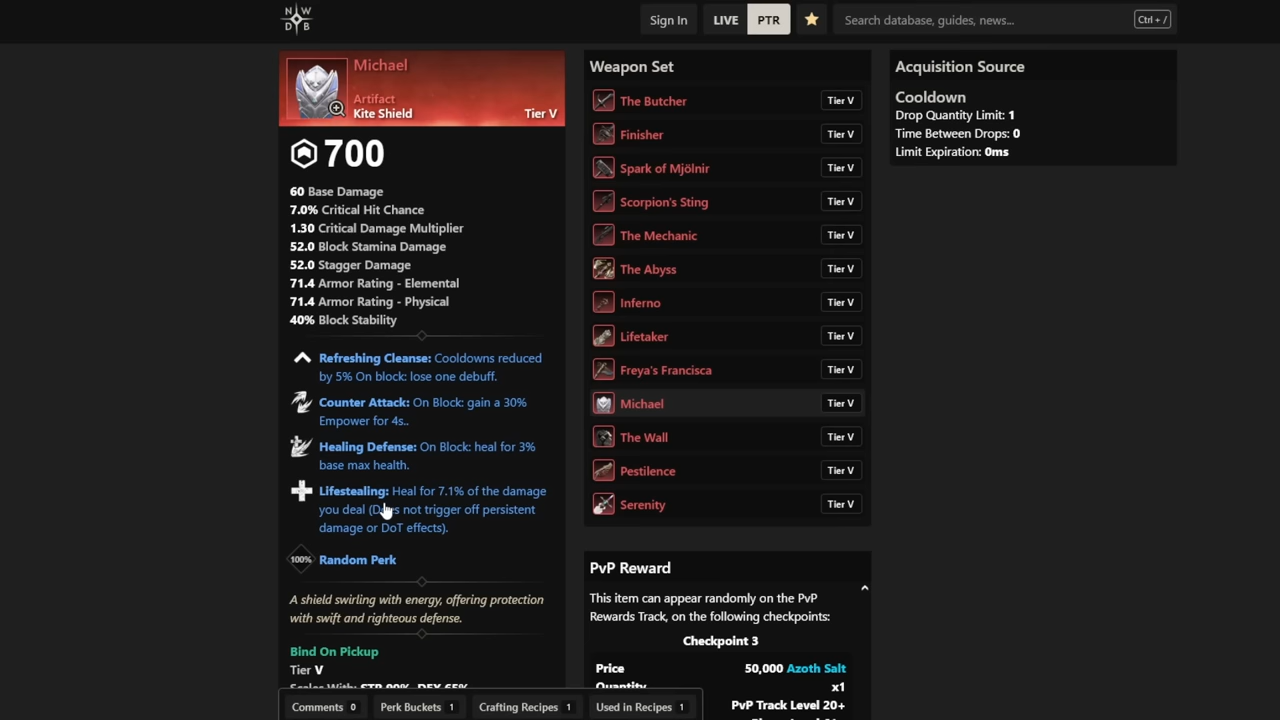 NW
DB
Sign In
LIVE
PTR
Search database, guides, news...
Ctrl + /
Michael
Artifact
Kite Shield
Tier V
700
60 Base Damage
7.0% Critical Hit Chance
1.30 Critical Damage Multiplier
52.0 Block Stamina Damage
52.0 Stagger Damage
71.4 Armor Rating - Elemental
71.4 Armor Rating - Physical
40% Block Stability
Refreshing Cleanse: Cooldowns reduced
by 5% On block: lose one debuff.
Counter Attack: On Block: gain a 30%
Empower for 4s..
Healing Defense: On Block: heal for 3%
base max health.
Lifestealing: Heal for 7.1% of the damage
you deal (Does not trigger off persistent
damage or DoT effects).
100% Random Perk
A shield swirling with energy, offering protection
with swift and righteous defense.
Bind On Pickup
Tier V
Scales With: STR 90%, DEX 65%
Weapon Set
The Butcher Tier V
Finisher Tier V
Spark of Mjölnir Tier V
Scorpion's Sting Tier V
The Mechanic Tier V
The Abyss Tier V
Inferno Tier V
Lifetaker Tier V
Freya's Francisca Tier V
Michael Tier V
The Wall Tier V
Pestilence Tier V
Serenity Tier V
PvP Reward
This item can appear randomly on the PvP
Rewards Track, on the following checkpoints:
Checkpoint 3
Price 50,000 Azoth Salt
Quantity x1
PvP Track Level 20+
Acquisition Source
Cooldown
Drop Quantity Limit: 1
Time Between Drops: 0
Limit Expiration: 0ms
Comments 0
Perk Buckets 1
Crafting Recipes 1
Used in Recipes 1